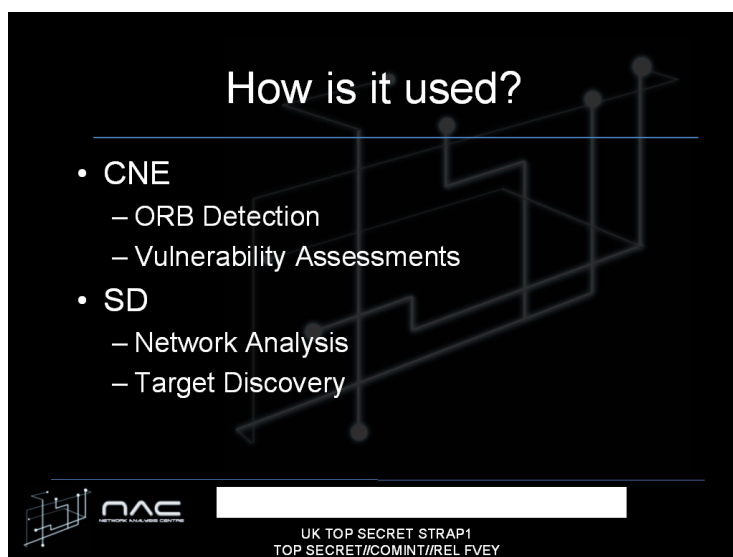 How is it used?
• CNE
– ORB Detection
– Vulnerability Assessments
• SD
– Network Analysis
– Target Discovery
NAC
NETWORK ANALYSIS CENTRE
UK TOP SECRET STRAP1
TOP SECRET//COMINT//REL FVEY